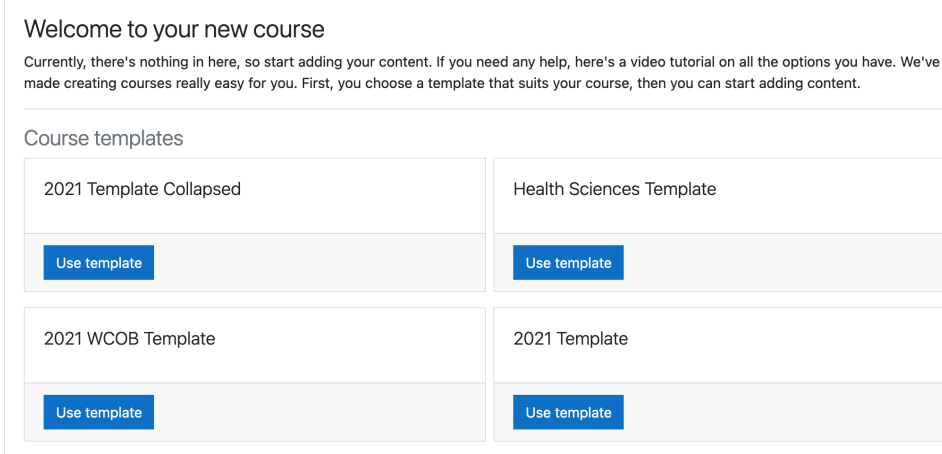 Welcome to your new course
Currently, there's nothing in here, so start adding your content. If you need any help, here's a video tutorial on all the options you have. We've
made creating courses really easy for you. First, you choose a template that suits your course, then you can start adding content.
Course templates
2021 Template Collapsed
Health Sciences Template
Use template
Use template
2021 WCOB Template
2021 Template
Use template
Use template